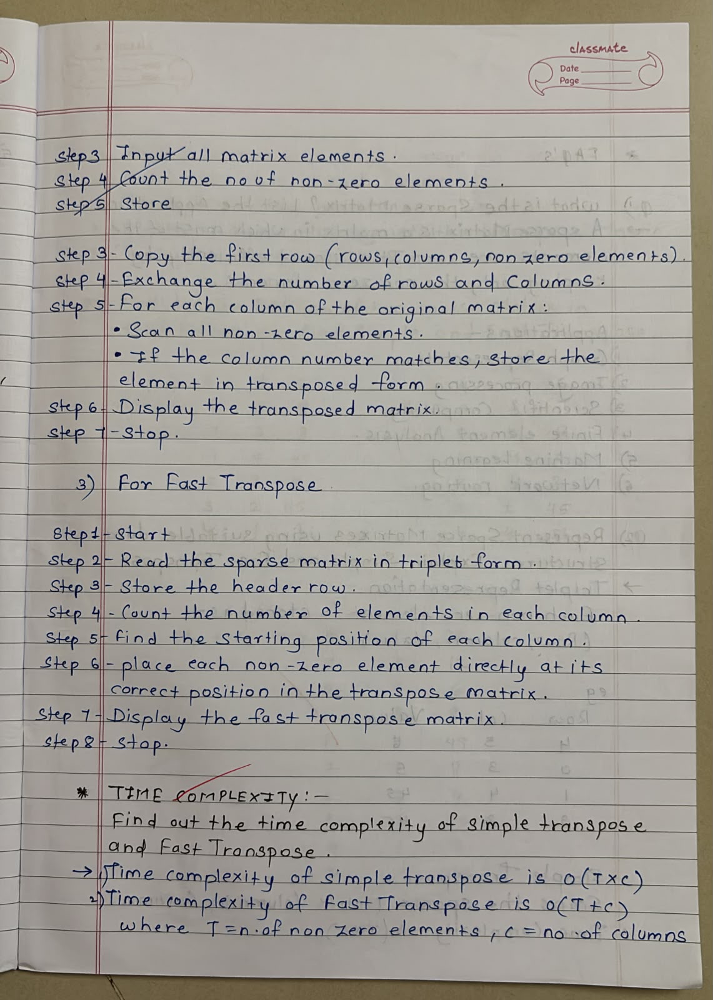 classmate
Date
Page
Step 3 Input all matrix elements.
Step 4 Count the no of non-zero elements.
Step 5 Store
Step 3 - Copy the first row (rows, columns, non zero elements).
Step 4 - Exchange the number of rows and Columns.
Step 5 - For each column of the original matrix:
• Scan all non-zero elements.
• If the column number matches, store the
element in transposed form.
Step 6 - Display the transposed matrix.
Step 7 - Stop.
3) For Fast Transpose
Step 1 - Start
Step 2 - Read the sparse matrix in triplet form.
Step 3 - Store the header row.
Step 4 - Count the number of elements in each column.
Step 5 - find the starting position of each column.
Step 6 - place each non-zero element directly at its
correct position in the transpose matrix.
Step 7 - Display the fast transpose matrix.
Step 8 - Stop.
* TIME COMPLEXITY:-
Find out the time complexity of simple transpose
and Fast Transpose.
→ 1) Time complexity of simple transpose is O(T×C)
2) Time complexity of Fast Transpose is O(T+C)
where T = n. of non zero elements, C = no. of columns